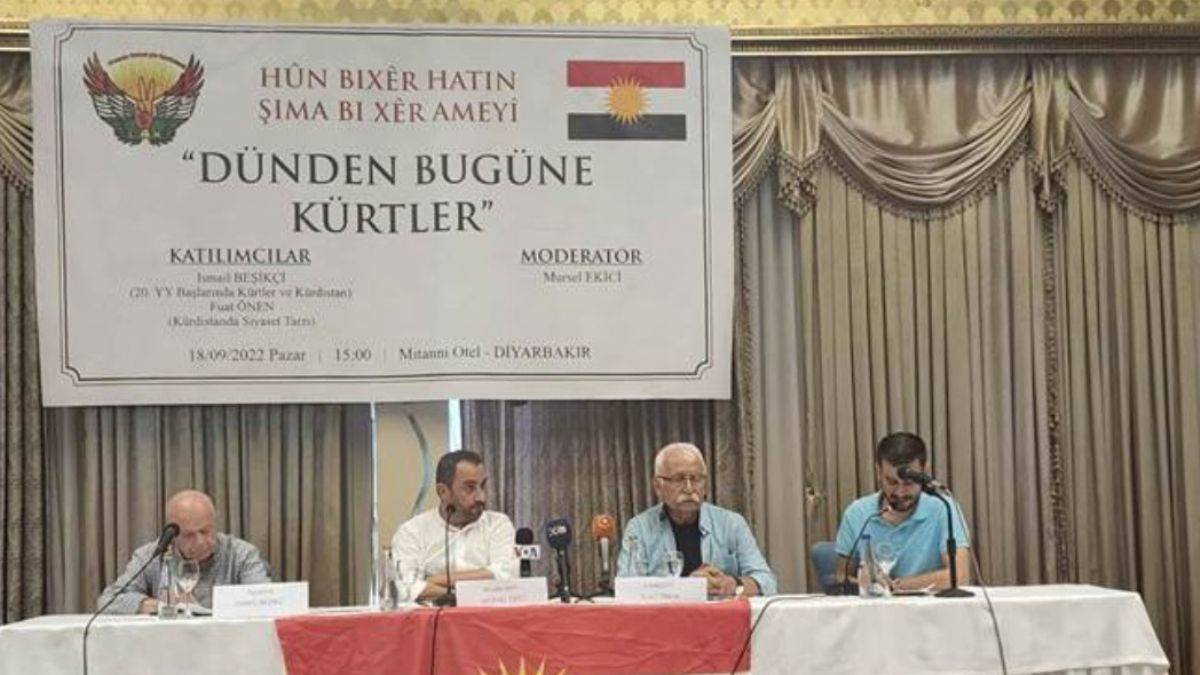 HÛN BIXÊR HATIN
ŞIMA BI XÊR AMEYÎ
"DÜNDEN BUGÜNE
KÜRTLER"
KATILIMCILAR
İsmail BEŞİKÇİ
(20. YY Başlarında Kürtler ve Kürdistan)
Fuat ÖNEN
(Kürdistanda Siyaset Tarzı)
MODERATOR
Mursel EKİCİ
18/09/2022 Pazar | 15:00 | Mitanni Otel - DİYARBAKIR
VOA